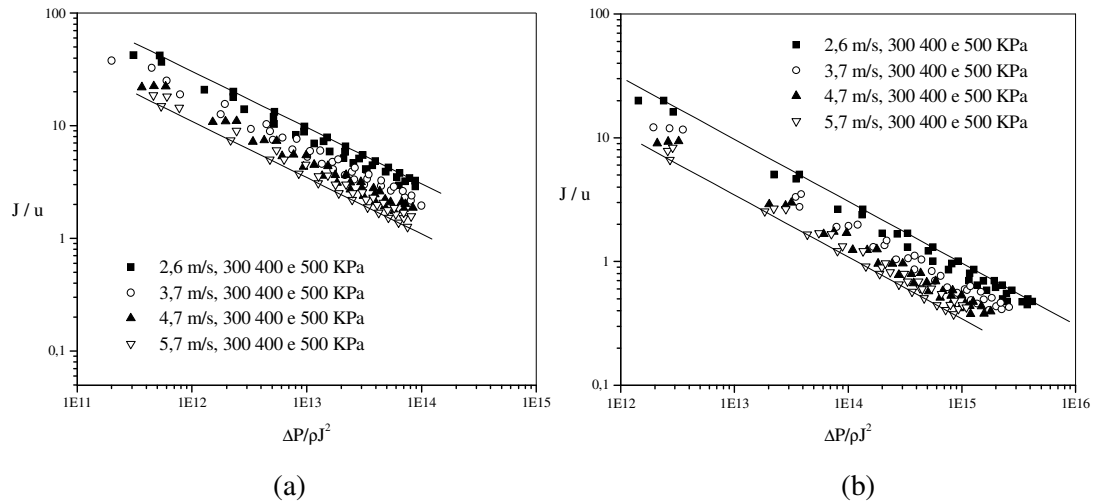 100
10
1
0,1
J / u
1E11
1E12
1E13
1E14
1E15
ΔP/ρJ²
2,6 m/s, 300 400 e 500 KPa
3,7 m/s, 300 400 e 500 KPa
4,7 m/s, 300 400 e 500 KPa
5,7 m/s, 300 400 e 500 KPa
(a)
100
10
1
0,1
J / u
2,6 m/s, 300 400 e 500 KPa
3,7 m/s, 300 400 e 500 KPa
4,7 m/s, 300 400 e 500 KPa
5,7 m/s, 300 400 e 500 KPa
1E12
1E13
1E14
1E15
1E16
ΔP/ρJ²
(b)